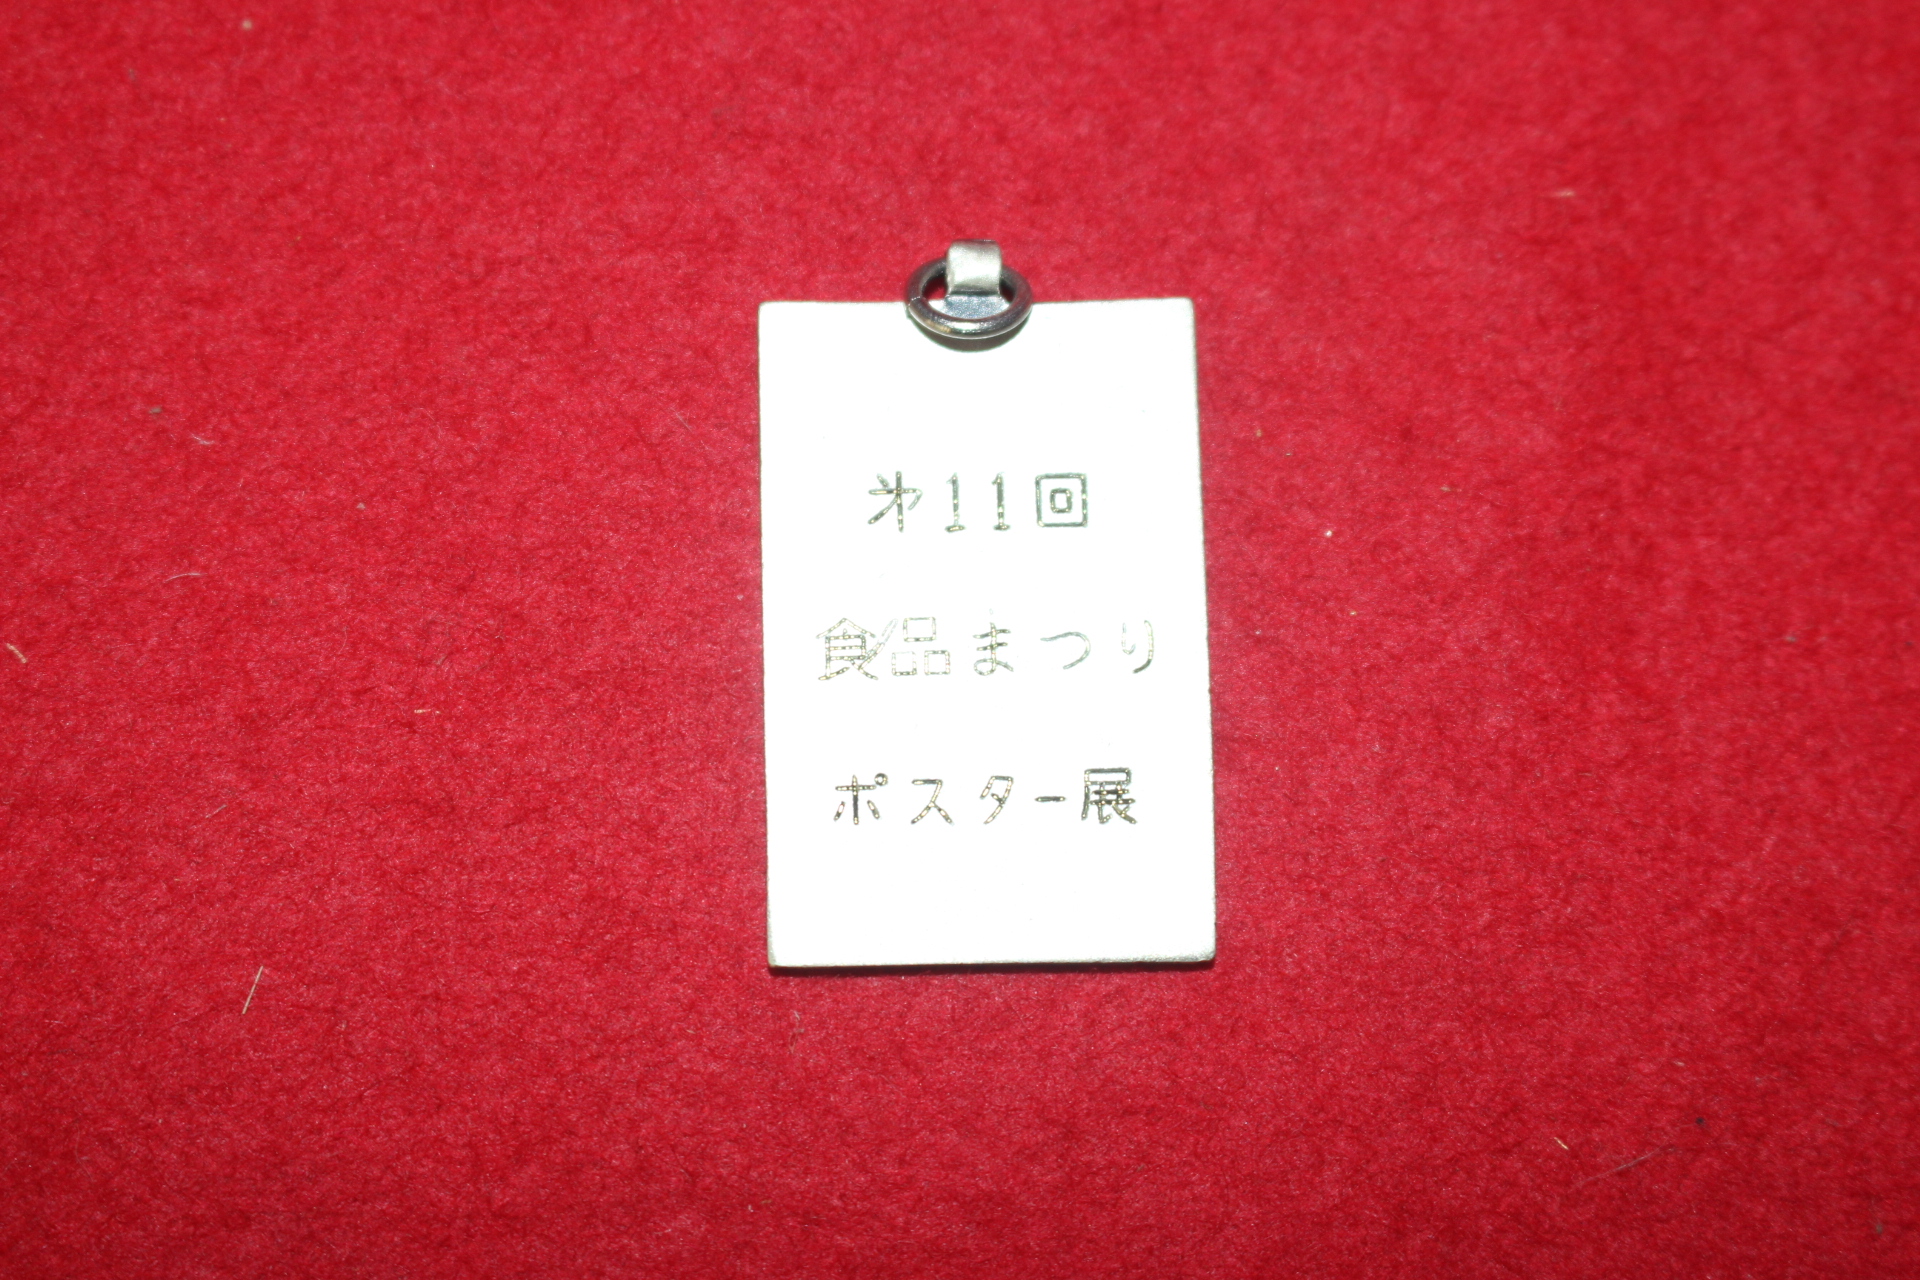 第11回
食品まつり
ポスター展